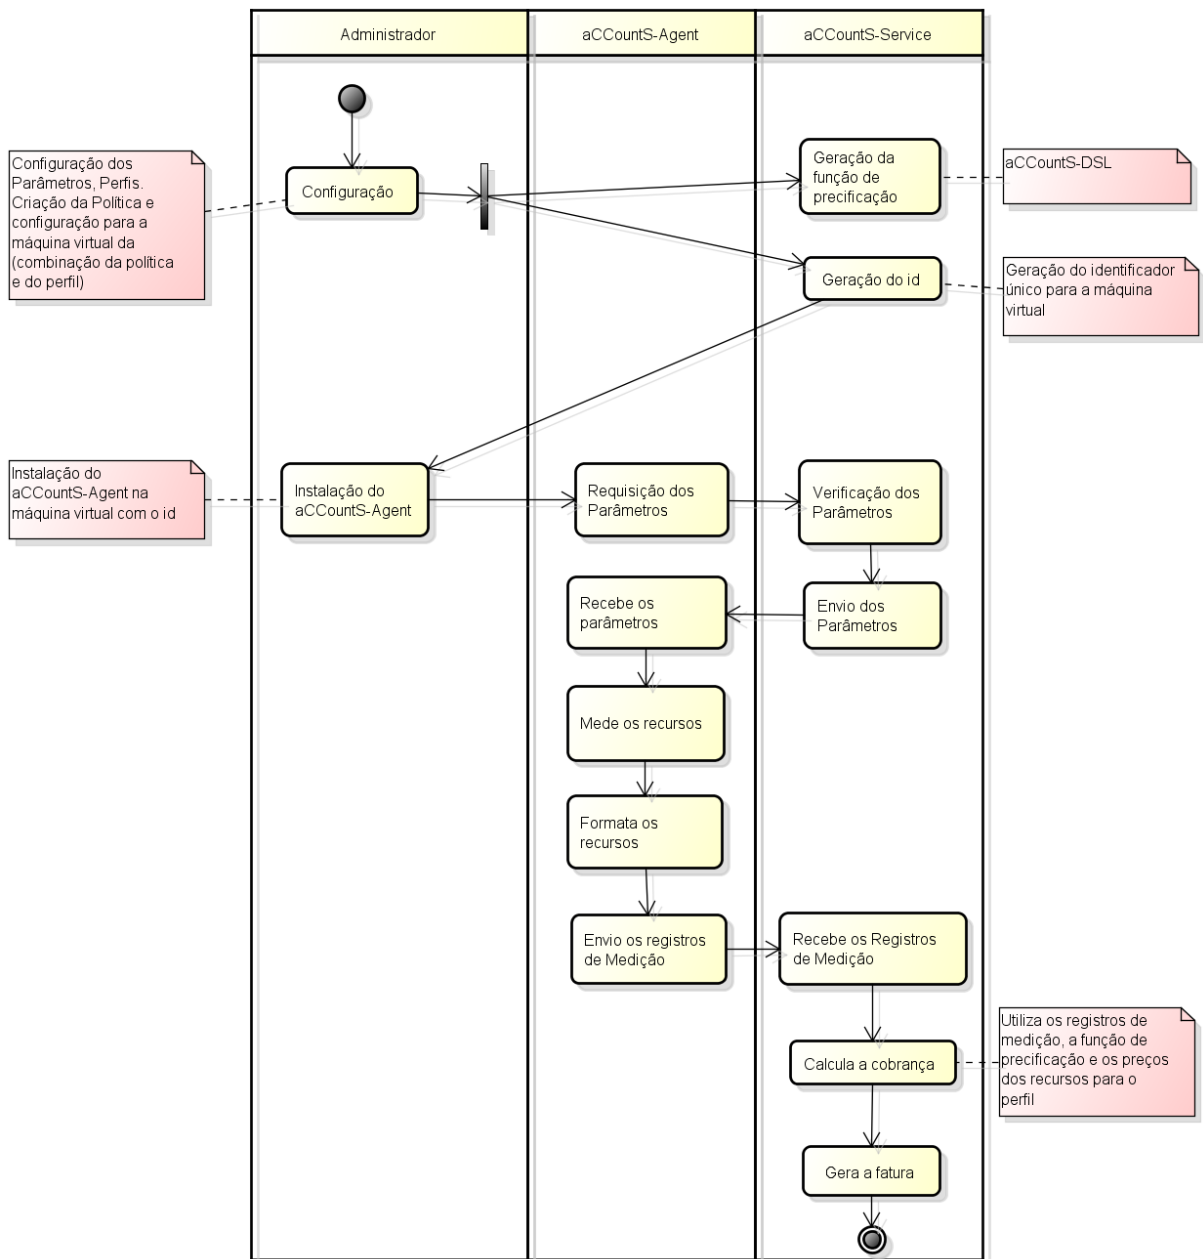 Administrador
aCCountS-Agent
aCCountS-Service
Configuração dos
Parâmetros, Perfis.
Criação da Política e
configuração para a
máquina virtual da
(combinação da política
e do perfil)
Configuração
Geração da
função de
precificação
aCCountS-DSL
Geração do id
Geração do identificador
único para a máquina
virtual
Instalação do
aCCountS-Agent na
máquina virtual com o id
Instalação do
aCCountS-Agent
Requisição dos
Parâmetros
Verificação dos
Parâmetros
Recebe os
parâmetros
Envio dos
Parâmetros
Mede os recursos
Formata os
recursos
Envio os registros
de Medição
Recebe os Registros
de Medição
Calcula a cobrança
Utiliza os registros de
medição, a função de
precificação e os preços
dos recursos para o
perfil
Gera a fatura